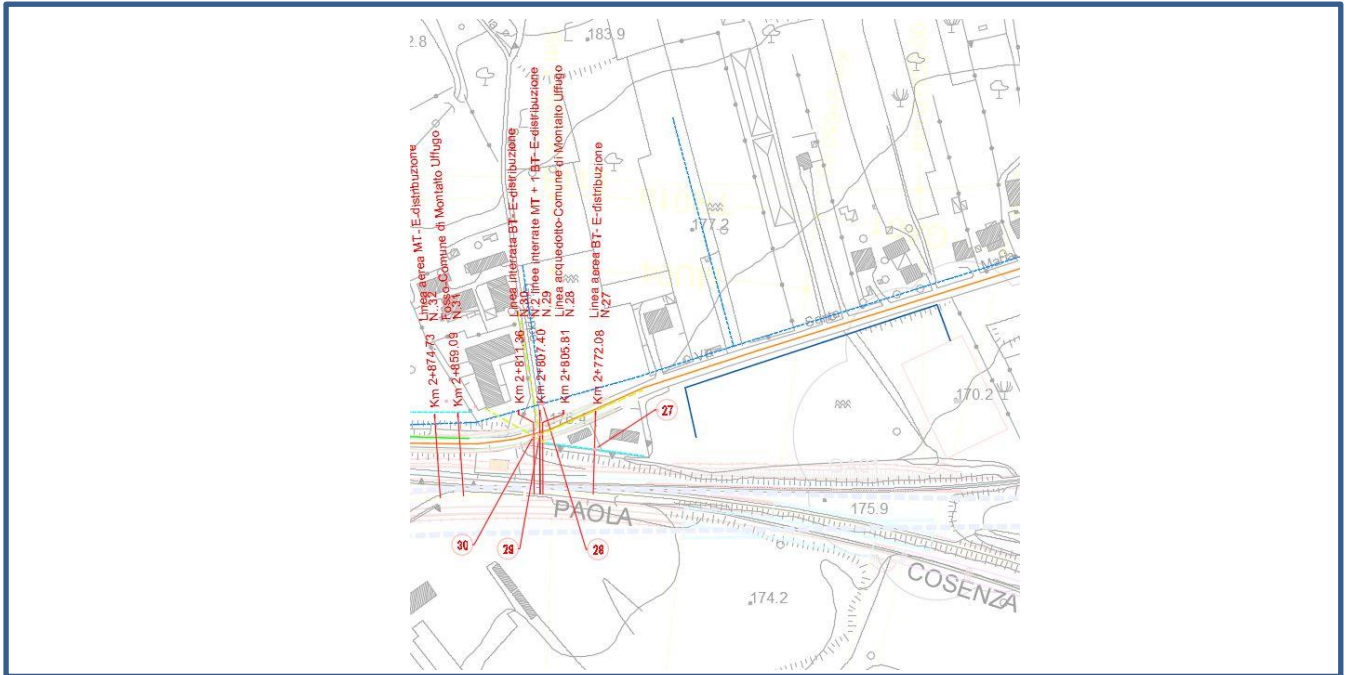 183.9
2.8
177.2
170.2
175.9
174.2
Km 2+874.73 Linea aerea MT- E-distribuzione
N.32
Km 2+859.09 Fosso-Comune di Montalto Uffugo
N.31
Km 2+811.36 Linea interrata BT- E-distribuzione
N.30
Km 2+807.40 N.2 linee interrate MT + 1 BT- E-distribuzione
N.29
Km 2+805.81 Linea acquedotto-Comune di Montalto Uffugo
N.28
Km 2+772.08 Linea aerea BT- E-distribuzione
N.27
27
30
29
28
PAOLA
COSENZA